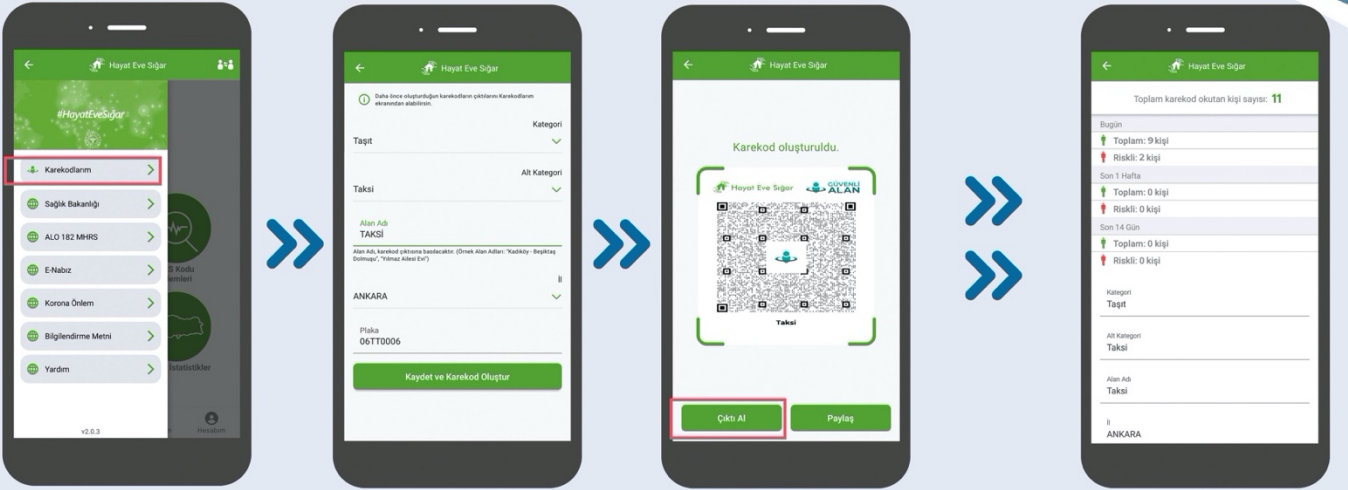 Hayat Eve Sığar
#HayatEveSığar
Karekodlarım
Sağlık Bakanlığı
ALO 182 MHRS
E-Nabız
S Kodu
emleri
Korona Önlem
Bilgilendirme Metni
Yardım
İstatistikler
v2.0.3
Hesabım
Hayat Eve Sığar
Daha önce oluşturduğun karekodların çıktılarını Karekodlarım
ekranından alabilirsin.
Kategori
Taşıt
Alt Kategori
Taksi
Alan Adı
TAKSİ
Alan Adı, karekod çıktısına basılacaktır. (Örnek Alan Adları: "Kadıköy - Beşiktaş
Dolmuşu", "Yılmaz Ailesi Evi")
İl
ANKARA
Plaka
06TT0006
Kaydet ve Karekod Oluştur
Hayat Eve Sığar
Karekod oluşturuldu.
Hayat Eve Sığar
GÜVENLİ
ALAN
Taksi
Çıktı Al
Paylaş
Hayat Eve Sığar
Toplam karekod okutan kişi sayısı: 11
Bugün
Toplam: 9 kişi
Riskli: 2 kişi
Son 1 Hafta
Toplam: 0 kişi
Riskli: 0 kişi
Son 14 Gün
Toplam: 0 kişi
Riskli: 0 kişi
Kategori
Taşıt
Alt Kategori
Taksi
Alan Adı
Taksi
İl
ANKARA